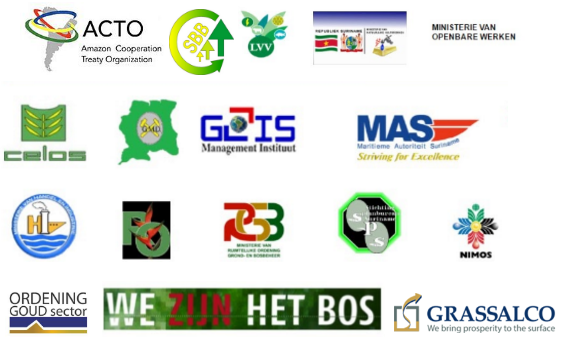 ACTO
Amazon Cooperation
Treaty Organization
SBB
LVV
REPUBLIEK SURINAME
MINISTERIE VAN
OPENBARE WERKEN
celos
GMD
GLIS
Management Instituut
MAS
Maritieme Autoriteit Suriname
Striving for Excellence
RO
RGB
MINISTERIE VAN
RUIMTELIJKE ORDENING
GROND- EN BOSBEHEER
sps
NIMOS
ORDENING
GOUD sector
WE ZIJN HET BOS
GRASSALCO
We bring prosperity to the surface